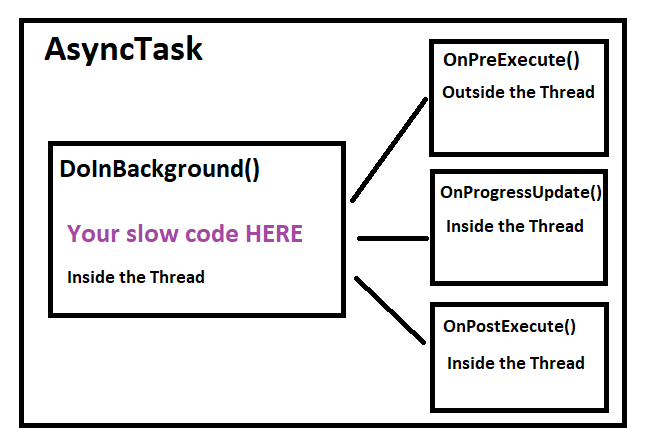 AsyncTask
DoInBackground()
Your slow code HERE
Inside the Thread
OnPreExecute()
Outside the Thread
OnProgressUpdate()
Inside the Thread
OnPostExecute()
Inside the Thread